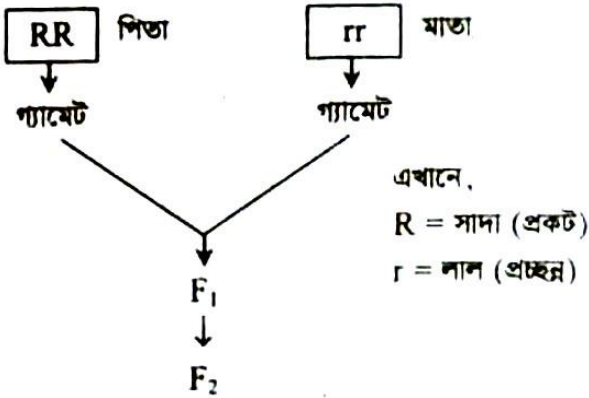 RR পিতা
rr মাতা
গ্যামেট
গ্যামেট
এখানে,
R = সাদা (প্রকট)
r = লাল (প্রচ্ছন্ন)
F₁
F₂